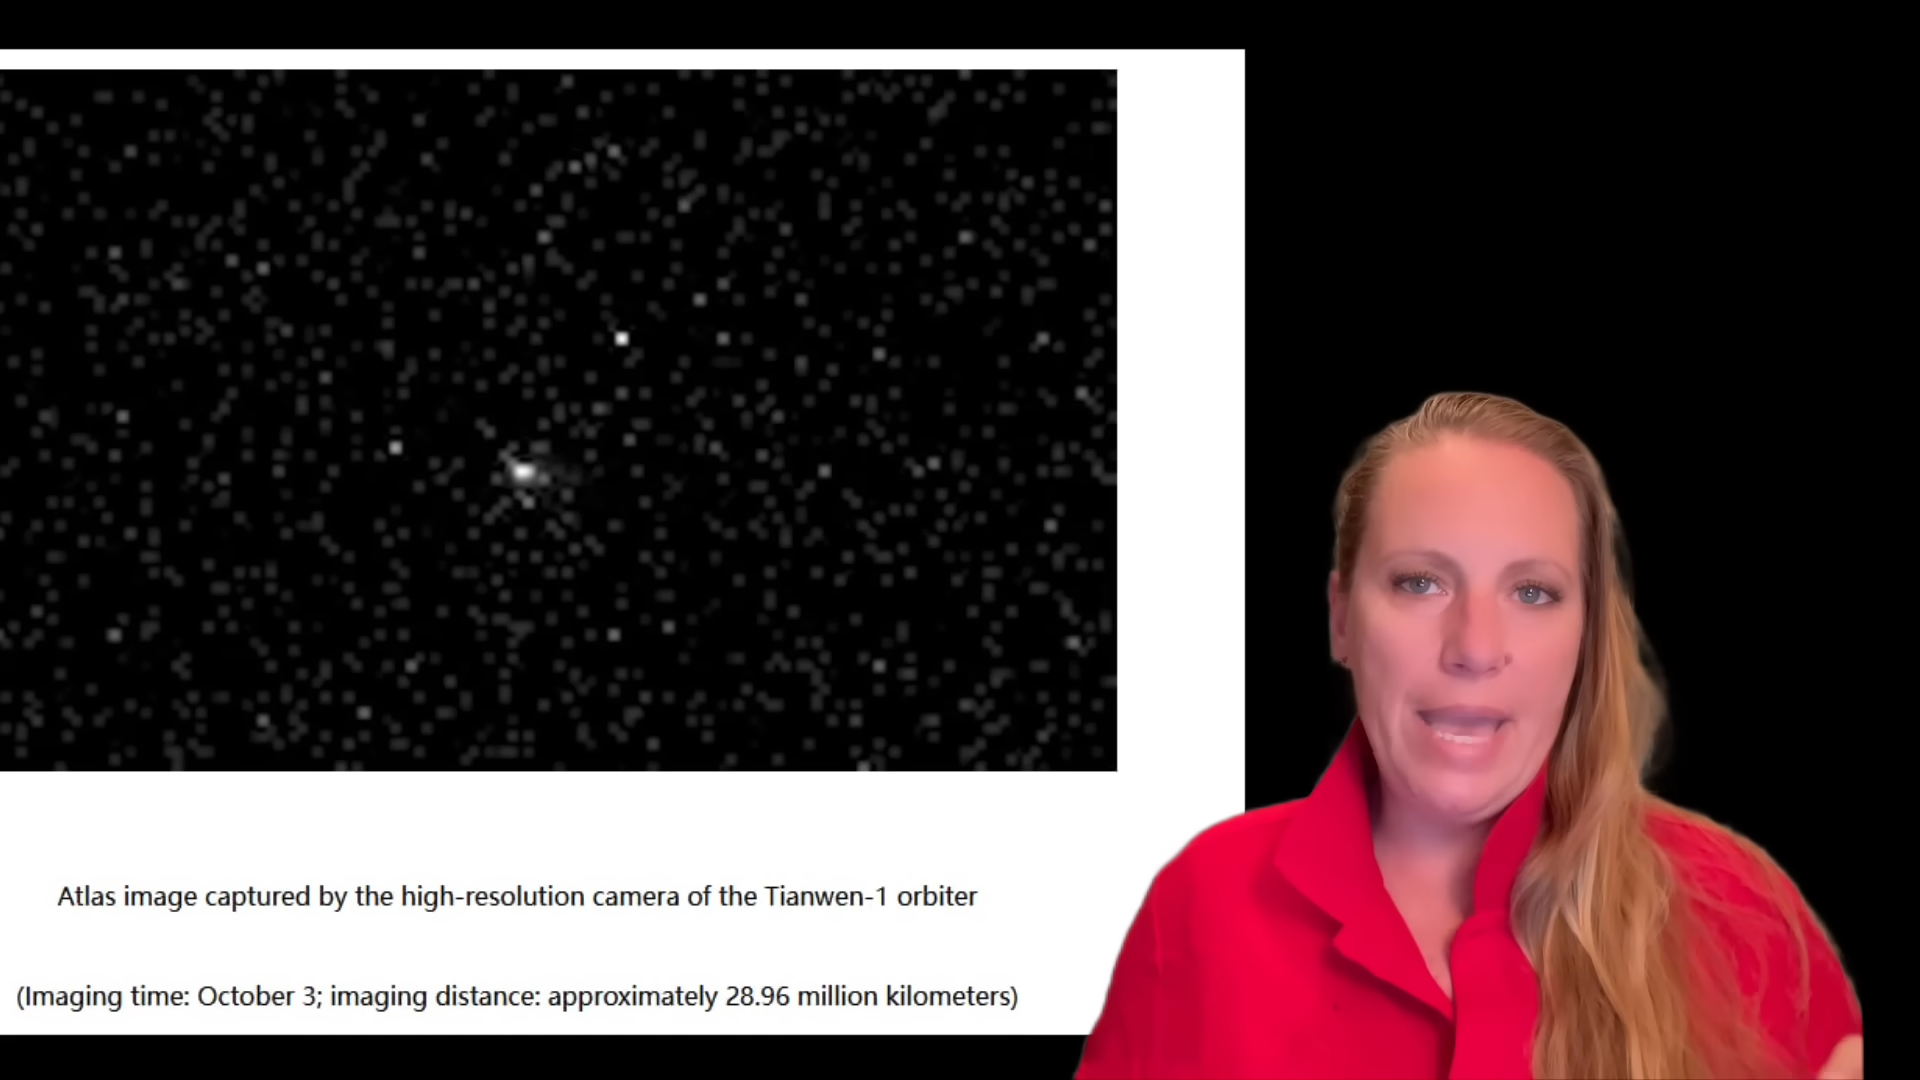 Atlas image captured by the high-resolution camera of the Tianwen-1 orbiter
(Imaging time: October 3; imaging distance: approximately 28.96 million kilometers)